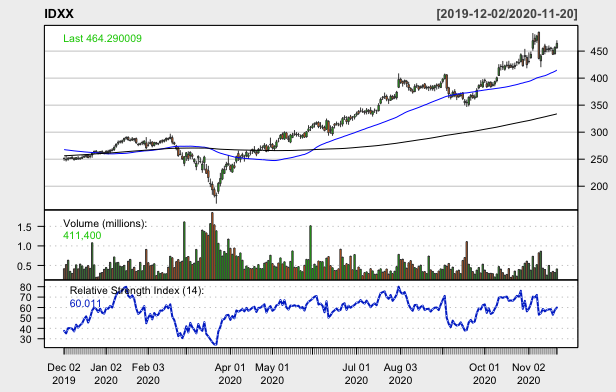 IDXX [2019-12-02/2020-11-20]
Last 464.290009
450
400
350
300
250
200
Volume (millions):
411,400
1.5
1.0
0.5
Relative Strength Index (14):
60.011
80
70
60
50
40
30
Dec 02 Jan 02 Feb 03 Apr 01 May 01 Jul 01 Aug 03 Oct 01 Nov 02
2019 2020 2020 2020 2020 2020 2020 2020 2020